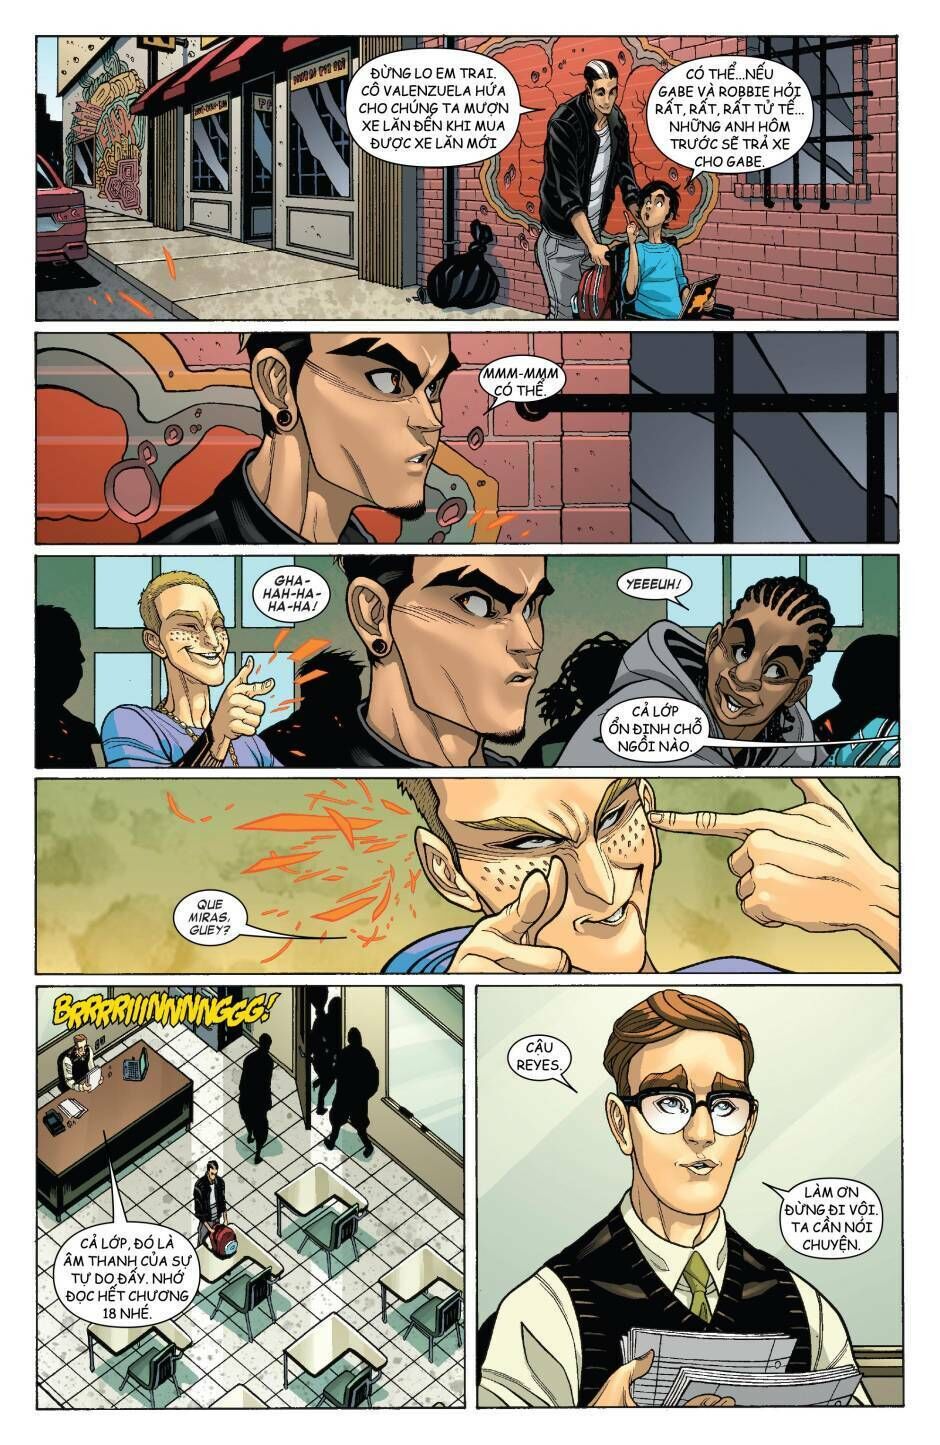 ĐỪNG LO EM TRAI.
CÔ VALENZUELA HỨA
CHO CHÚNG TA MƯỢN
XE LĂN ĐẾN KHI MUA
ĐƯỢC XE LĂN MỚI
CÓ THỂ...NẾU
GABE VÀ ROBBIE HỎI
RẤT, RẤT, RẤT TỬ TẾ...
NHỮNG ANH HÔM
TRƯỚC SẼ TRẢ XE
CHO GABE.
MMM-MMM
CÓ THỂ.
GHA-
HAH-HA-
HA-HA!
YEEEUH!
CẢ LỚP
ỔN ĐỊNH CHỖ
NGỒI NÀO.
QUE
MIRAS,
GUEY?
BRRRRIIIINNNNNGGG!
CẢ LỚP, ĐÓ LÀ
ÂM THANH CỦA SỰ
TỰ DO ĐẤY. NHỚ
ĐỌC HẾT CHƯƠNG
18 NHÉ.
CẬU
REYES.
LÀM ƠN
ĐỪNG ĐI VỘI.
TA CẦN NÓI
CHUYỆN.